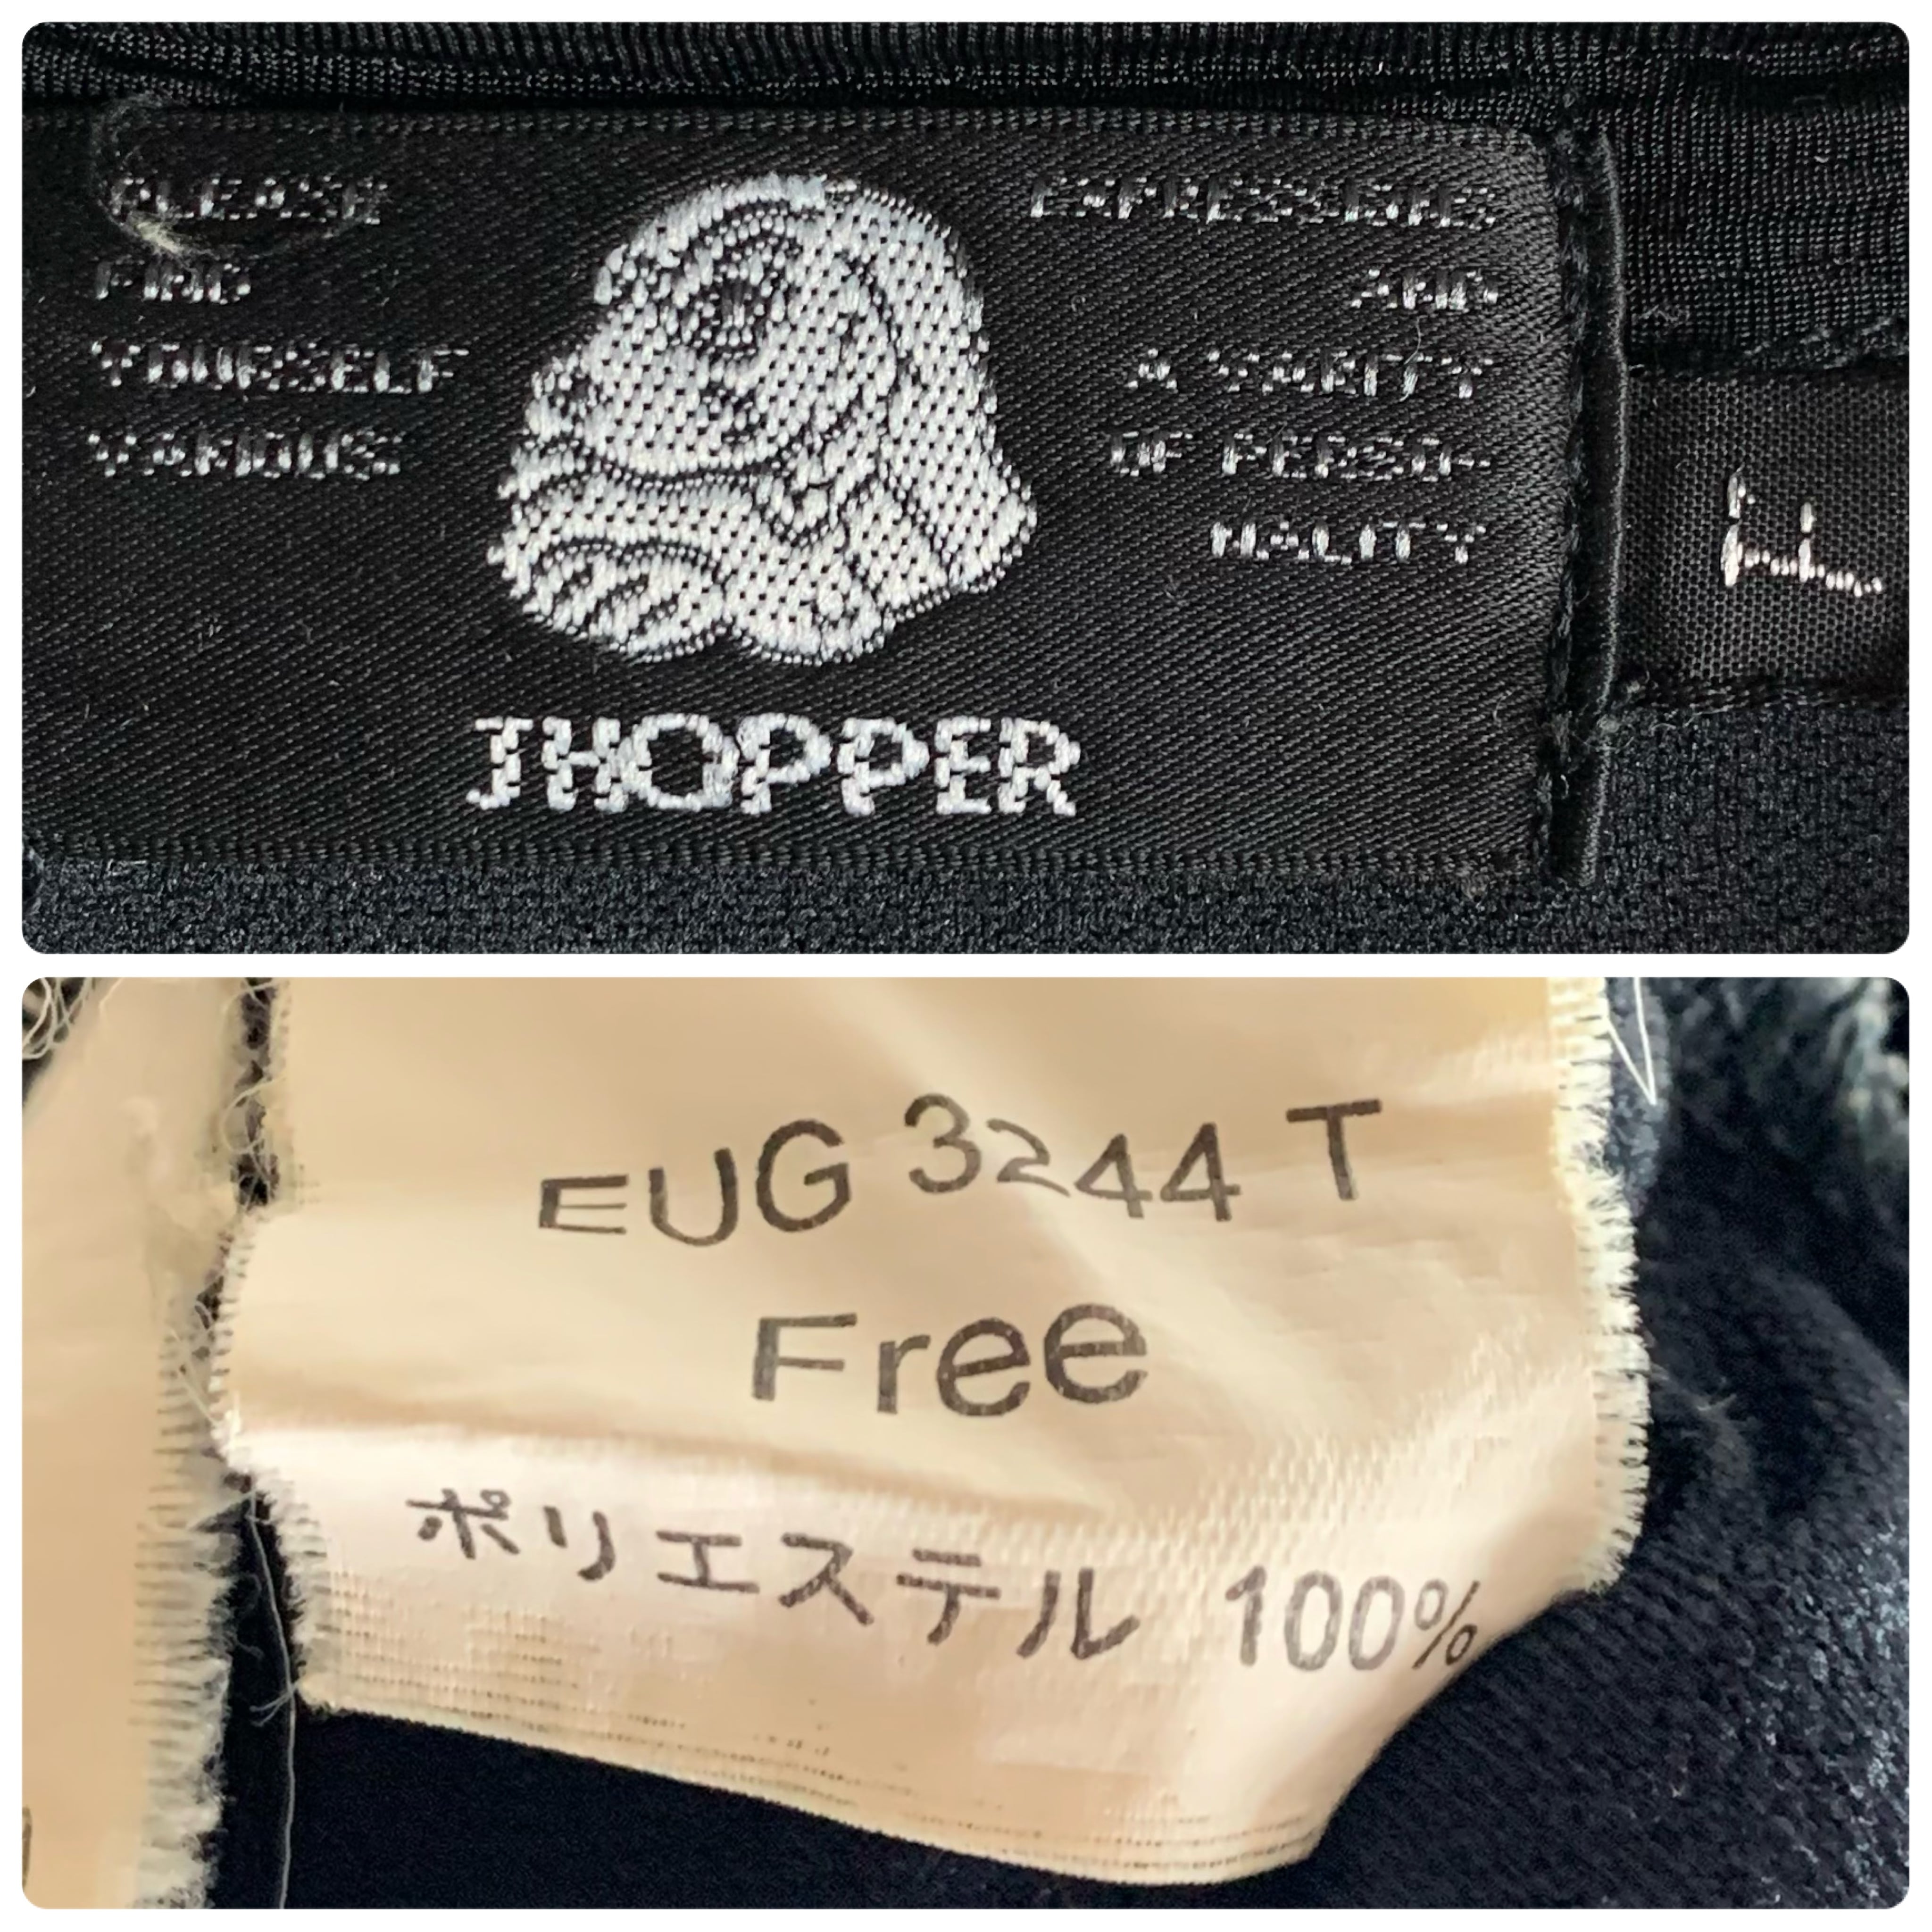 PLEASE
FIND
YOURSELF
VARIOUS
EXPRESSIONS
AND
A VARITY
OF PERSO-
NALITY
JHOPPER
F
EUG 3244 T
Free
ポリエステル 100%